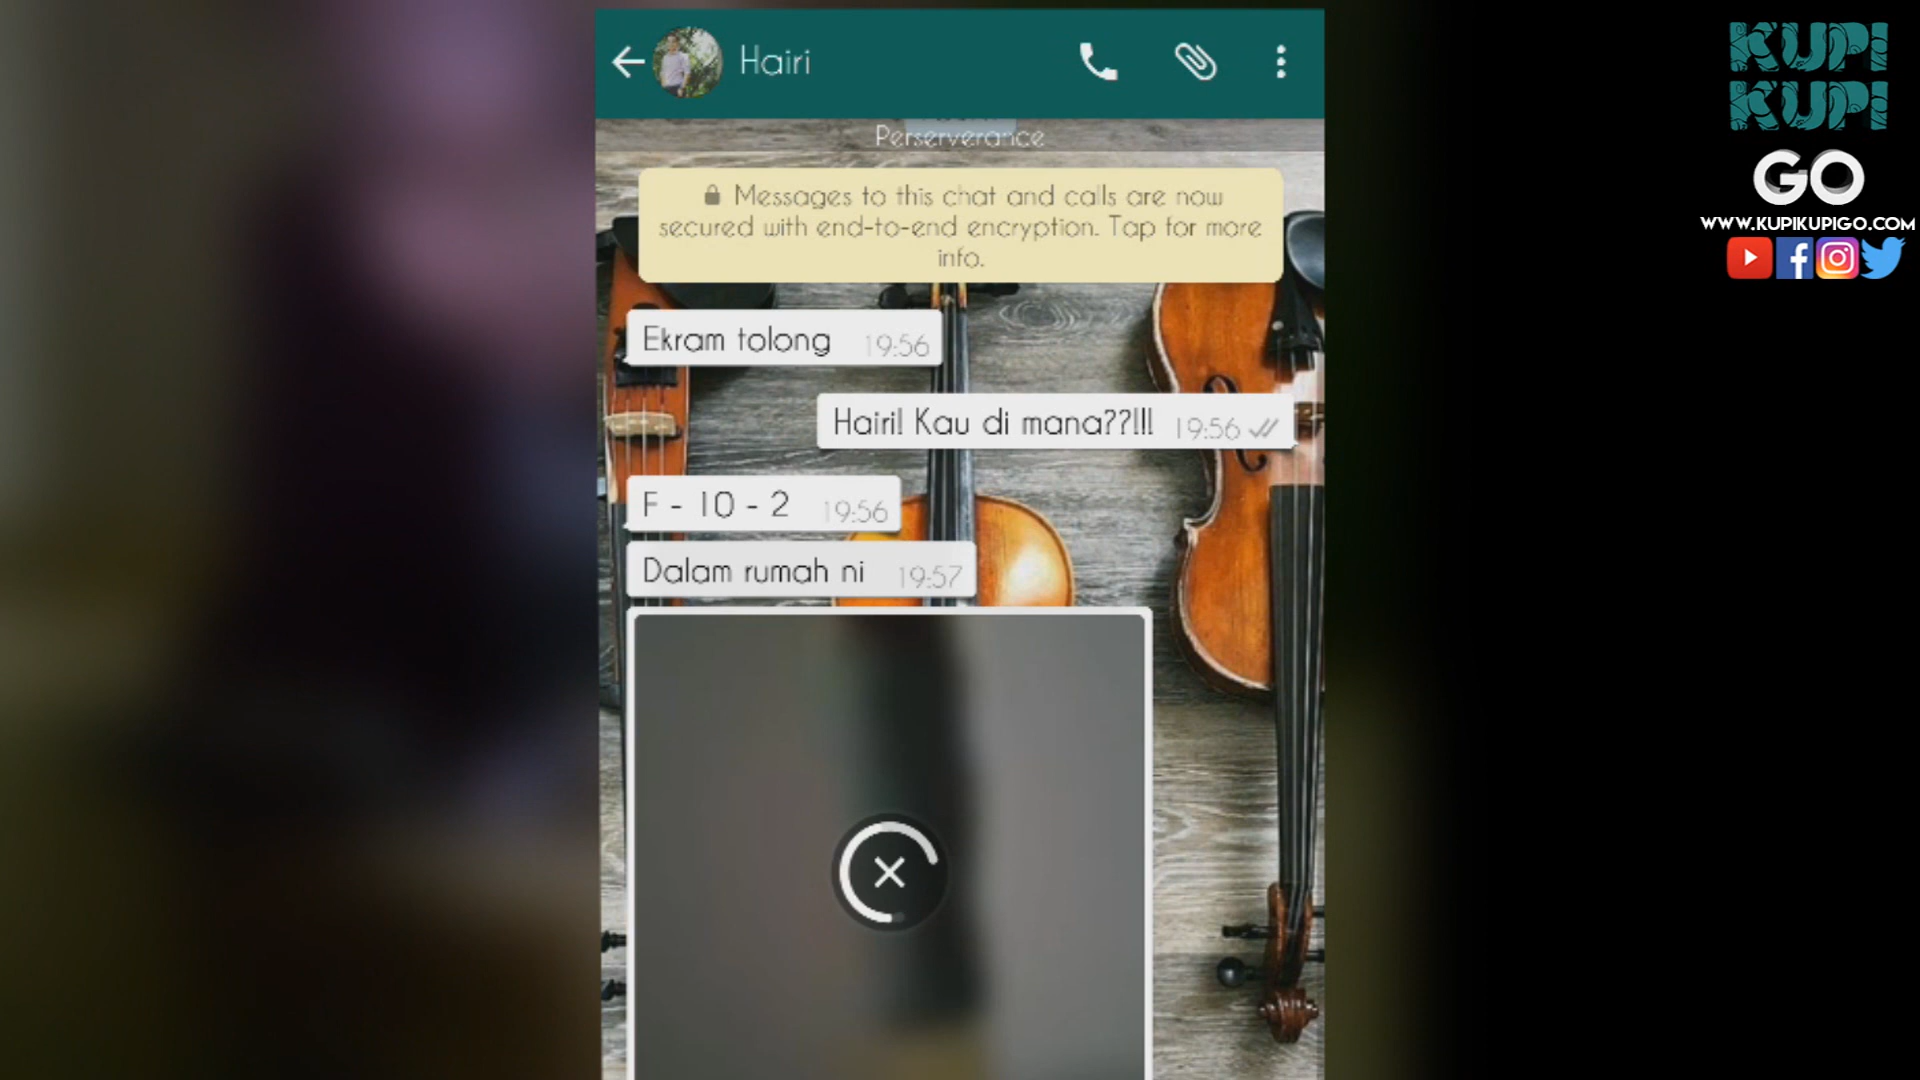 Hairi
Perserverance
Messages to this chat and calls are now
secured with end-to-end encryption. Tap for more
info.
Ekram tolong 19:56
Hairi! Kau di mana??!!! 19:56
F - 10 - 2 19:56
Dalam rumah ni 19:57
KUPI
KUPI
GO
WWW.KUPIKUPIGO.COM